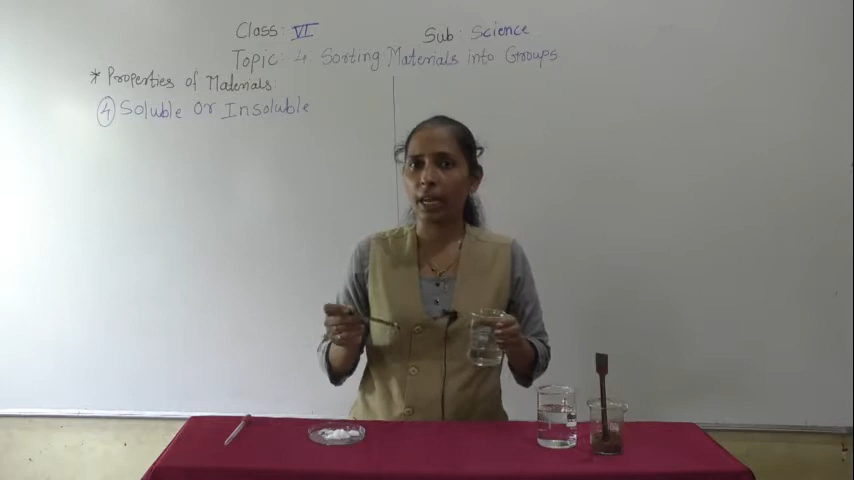 Class: VI Sub: Science
Topic: 4. Sorting Materials into Groups
* Properties of Materials:
④ Soluble Or Insoluble